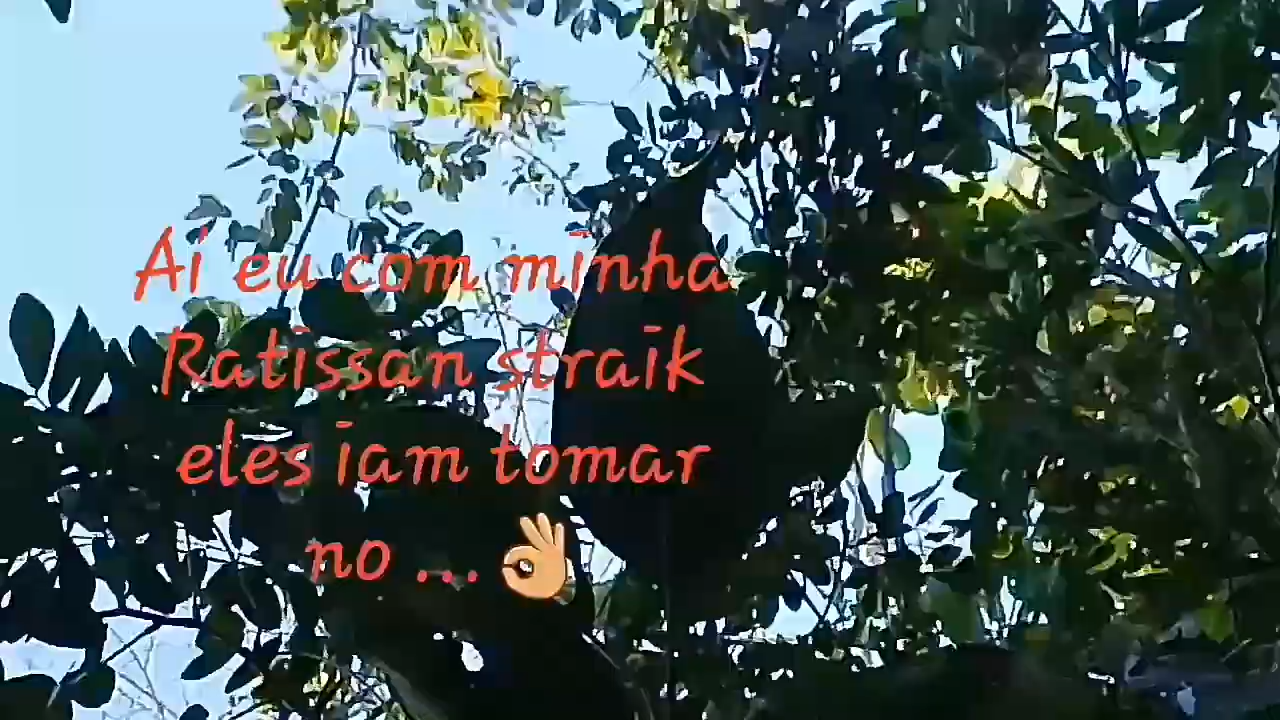 Ai eu com minha
Ratissan straik
eles iam tomar
no ... 👌